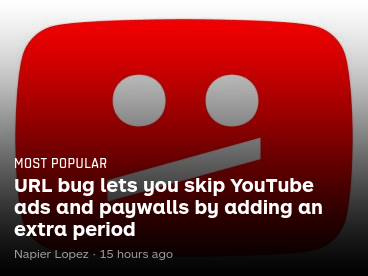 MOST POPULAR
URL bug lets you skip YouTube
ads and paywalls by adding an
extra period
Napier Lopez · 15 hours ago